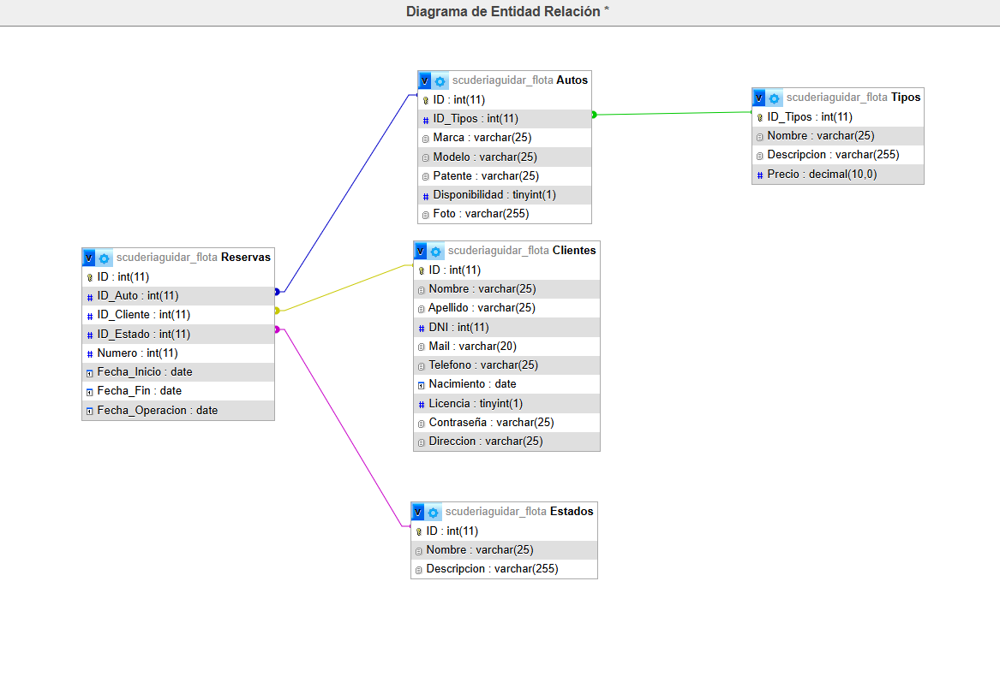 Diagrama de Entidad Relación *
v scuderiaguidar_flota Autos
ID : int(11)
# ID_Tipos : int(11)
Marca : varchar(25)
Modelo : varchar(25)
Patente : varchar(25)
# Disponibilidad : tinyint(1)
Foto : varchar(255)
v scuderiaguidar_flota Tipos
ID_Tipos : int(11)
Nombre : varchar(25)
Descripcion : varchar(255)
# Precio : decimal(10,0)
v scuderiaguidar_flota Reservas
ID : int(11)
# ID_Auto : int(11)
# ID_Cliente : int(11)
# ID_Estado : int(11)
# Numero : int(11)
Fecha_Inicio : date
Fecha_Fin : date
Fecha_Operacion : date
v scuderiaguidar_flota Clientes
ID : int(11)
Nombre : varchar(25)
Apellido : varchar(25)
# DNI : int(11)
Mail : varchar(20)
Telefono : varchar(25)
Nacimiento : date
# Licencia : tinyint(1)
Contraseña : varchar(25)
Direccion : varchar(25)
v scuderiaguidar_flota Estados
ID : int(11)
Nombre : varchar(25)
Descripcion : varchar(255)